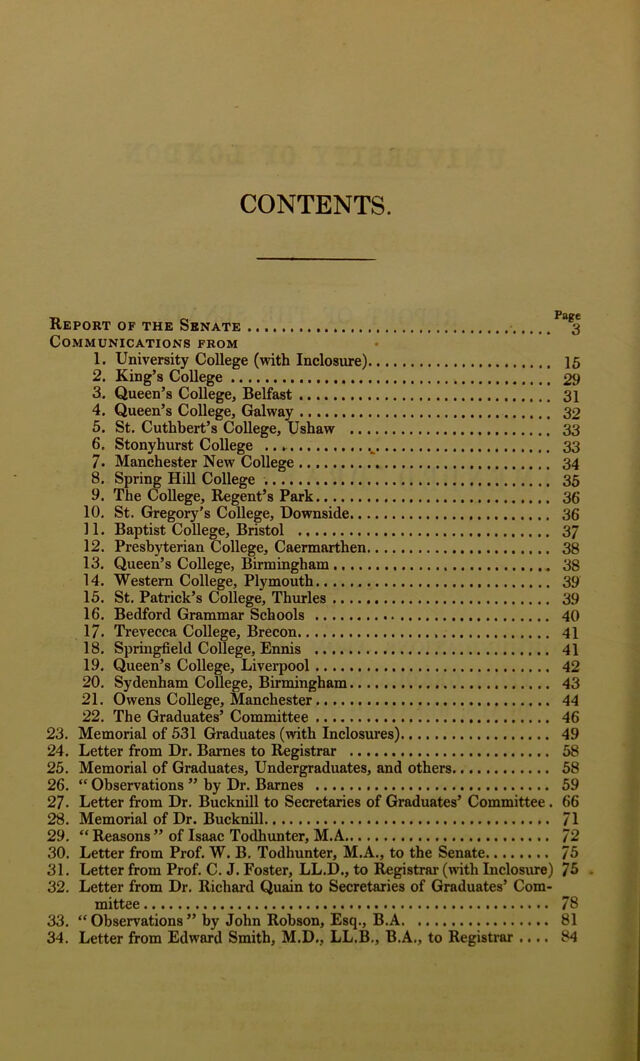 CONTENTS.
Page
REPORT OF THE SENATE ........................................ 3
COMMUNICATIONS FROM
1. University College (with Inclosure)...................... 15
2. King's College ...................................... 29
3. Queen's College, Belfast .............................. 31
4. Queen's College, Galway .............................. 32
5. St. Cuthbert's College, Ushaw ........................ 33
6. Stonyhurst College .................................. 33
7. Manchester New College .............................. 34
8. Spring Hill College .................................. 35
9. The College, Regent's Park............................ 36
10. St. Gregory's College, Downside........................ 36
11. Baptist College, Bristol .............................. 37
12. Presbyterian College, Caermarthen...................... 38
13. Queen's College, Birmingham .......................... 38
14. Western College, Plymouth............................ 39
15. St. Patrick's College, Thurles .......................... 39
16. Bedford Grammar Schools ............................ 40
17. Trevecca College, Brecon.............................. 41
18. Springfield College, Ennis ............................ 41
19. Queen's College, Liverpool ............................ 42
20. Sydenham College, Birmingham........................ 43
21. Owens College, Manchester............................ 44
22. The Graduates' Committee ............................ 46
23. Memorial of 531 Graduates (with Inclosures).................. 49
24. Letter from Dr. Barnes to Registrar ........................ 58
25. Memorial of Graduates, Undergraduates, and others............ 58
26. “ Observations ” by Dr. Barnes ............................ 59
27. Letter from Dr. Bucknill to Secretaries of Graduates' Committee . 66
28. Memorial of Dr. Bucknill.................................. 71
29. “ Reasons ” of Isaac Todhunter, M.A........................ 72
30. Letter from Prof. W. B. Todhunter, M.A., to the Senate........ 75
31. Letter from Prof. C. J. Foster, LL.D., to Registrar (with Inclosure) 75
32. Letter from Dr. Richard Quain to Secretaries of Graduates' Com-
mittee ................................................ 78
33. “ Observations ” by John Robson, Esq., B.A. ................ 81
34. Letter from Edward Smith, M.D., LL.B., B.A., to Registrar .... 84